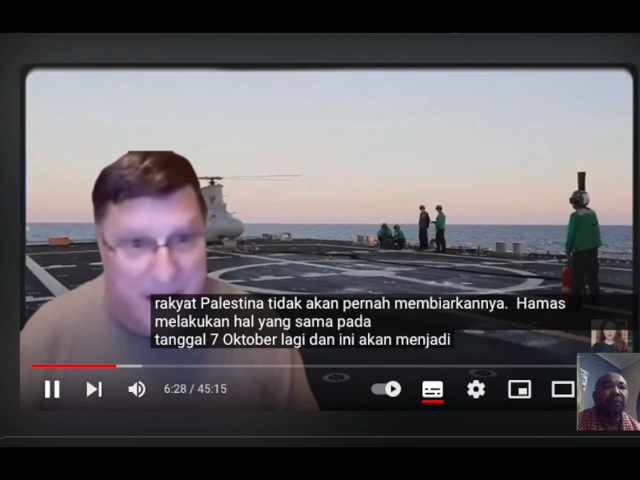 rakyat Palestina tidak akan pernah membiarkannya.  Hamas
melakukan hal yang sama pada
tanggal 7 Oktober lagi dan ini akan menjadi
6:28 / 45:15